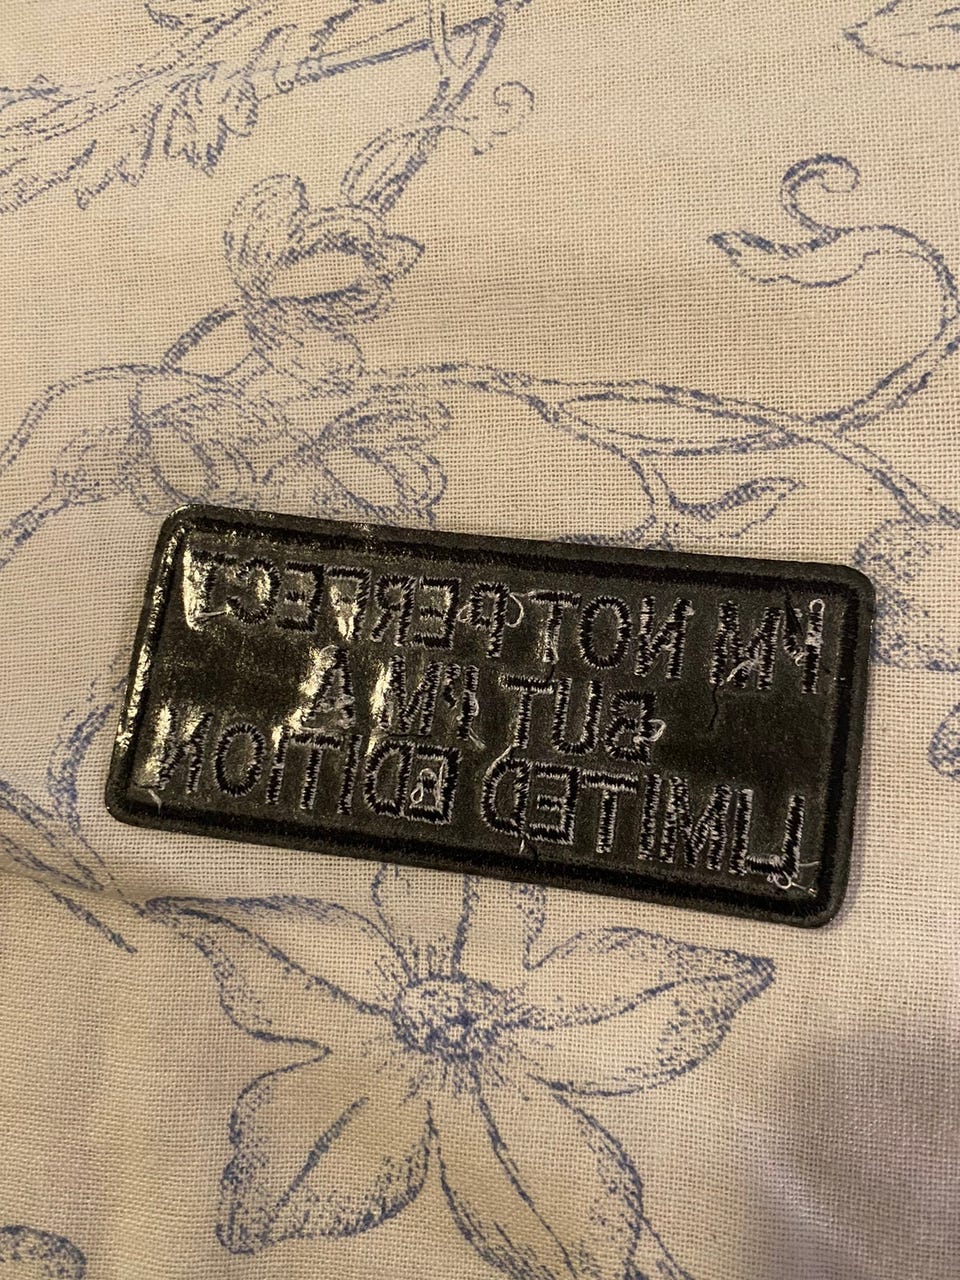 I'M NOT PERFECT
BUT I'M A
LIMITED EDITION